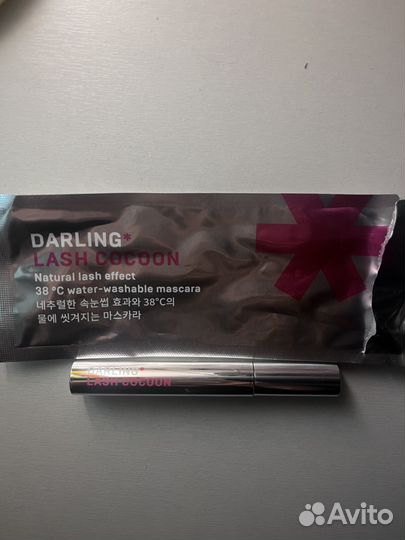 DARLING*
LASH COCOON
Natural lash effect
38 °C water-washable mascara
네추럴한 속눈썹 효과와 38°C의
물에 씻겨지는 마스카라
DARLING*
LASH COCOON
Avito